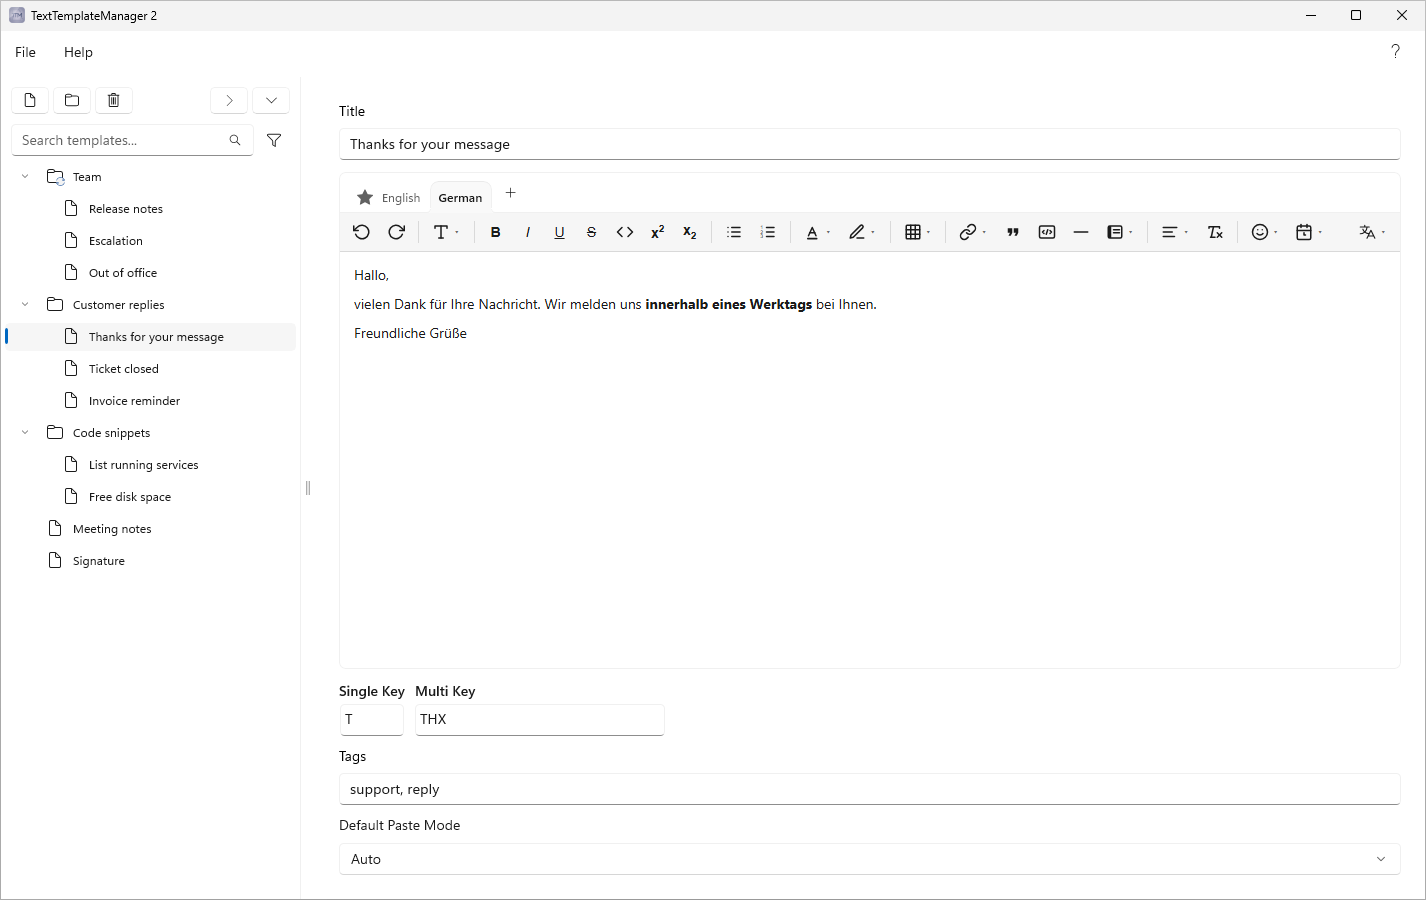 TextTemplateManager 2
File Help ?
Search templates...
Team
Release notes
Escalation
Out of office
Customer replies
Thanks for your message
Ticket closed
Invoice reminder
Code snippets
List running services
Free disk space
Meeting notes
Signature
Title
Thanks for your message
English German +
Hallo,
vielen Dank für Ihre Nachricht. Wir melden uns innerhalb eines Werktags bei Ihnen.
Freundliche Grüße
Single Key Multi Key
T THX
Tags
support, reply
Default Paste Mode
Auto